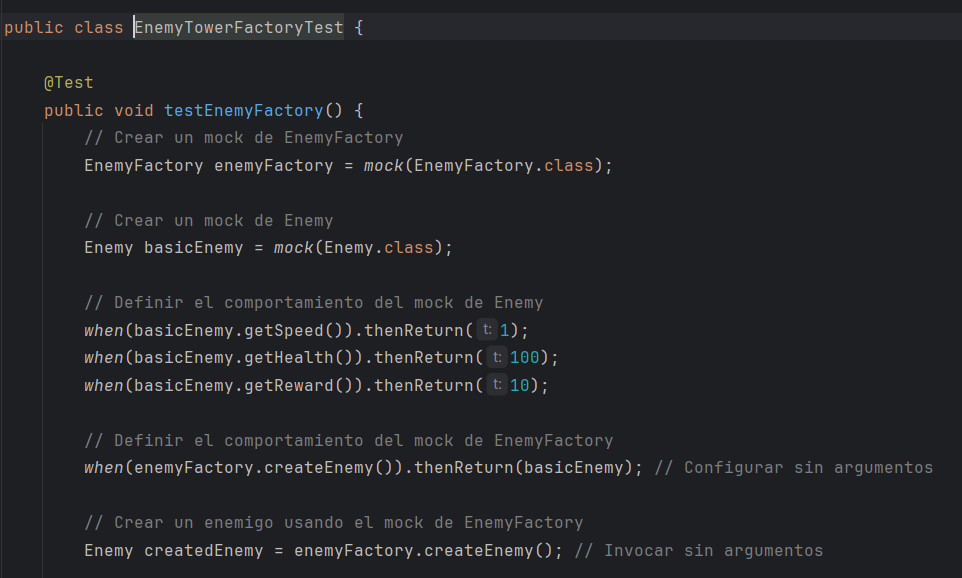 public class EnemyTowerFactoryTest {
@Test
public void testEnemyFactory() {
// Crear un mock de EnemyFactory
EnemyFactory enemyFactory = mock(EnemyFactory.class);
// Crear un mock de Enemy
Enemy basicEnemy = mock(Enemy.class);
// Definir el comportamiento del mock de Enemy
when(basicEnemy.getSpeed()).thenReturn( t: 1);
when(basicEnemy.getHealth()).thenReturn( t: 100);
when(basicEnemy.getReward()).thenReturn( t: 10);
// Definir el comportamiento del mock de EnemyFactory
when(enemyFactory.createEnemy()).thenReturn(basicEnemy); // Configurar sin argumentos
// Crear un enemigo usando el mock de EnemyFactory
Enemy createdEnemy = enemyFactory.createEnemy(); // Invocar sin argumentos